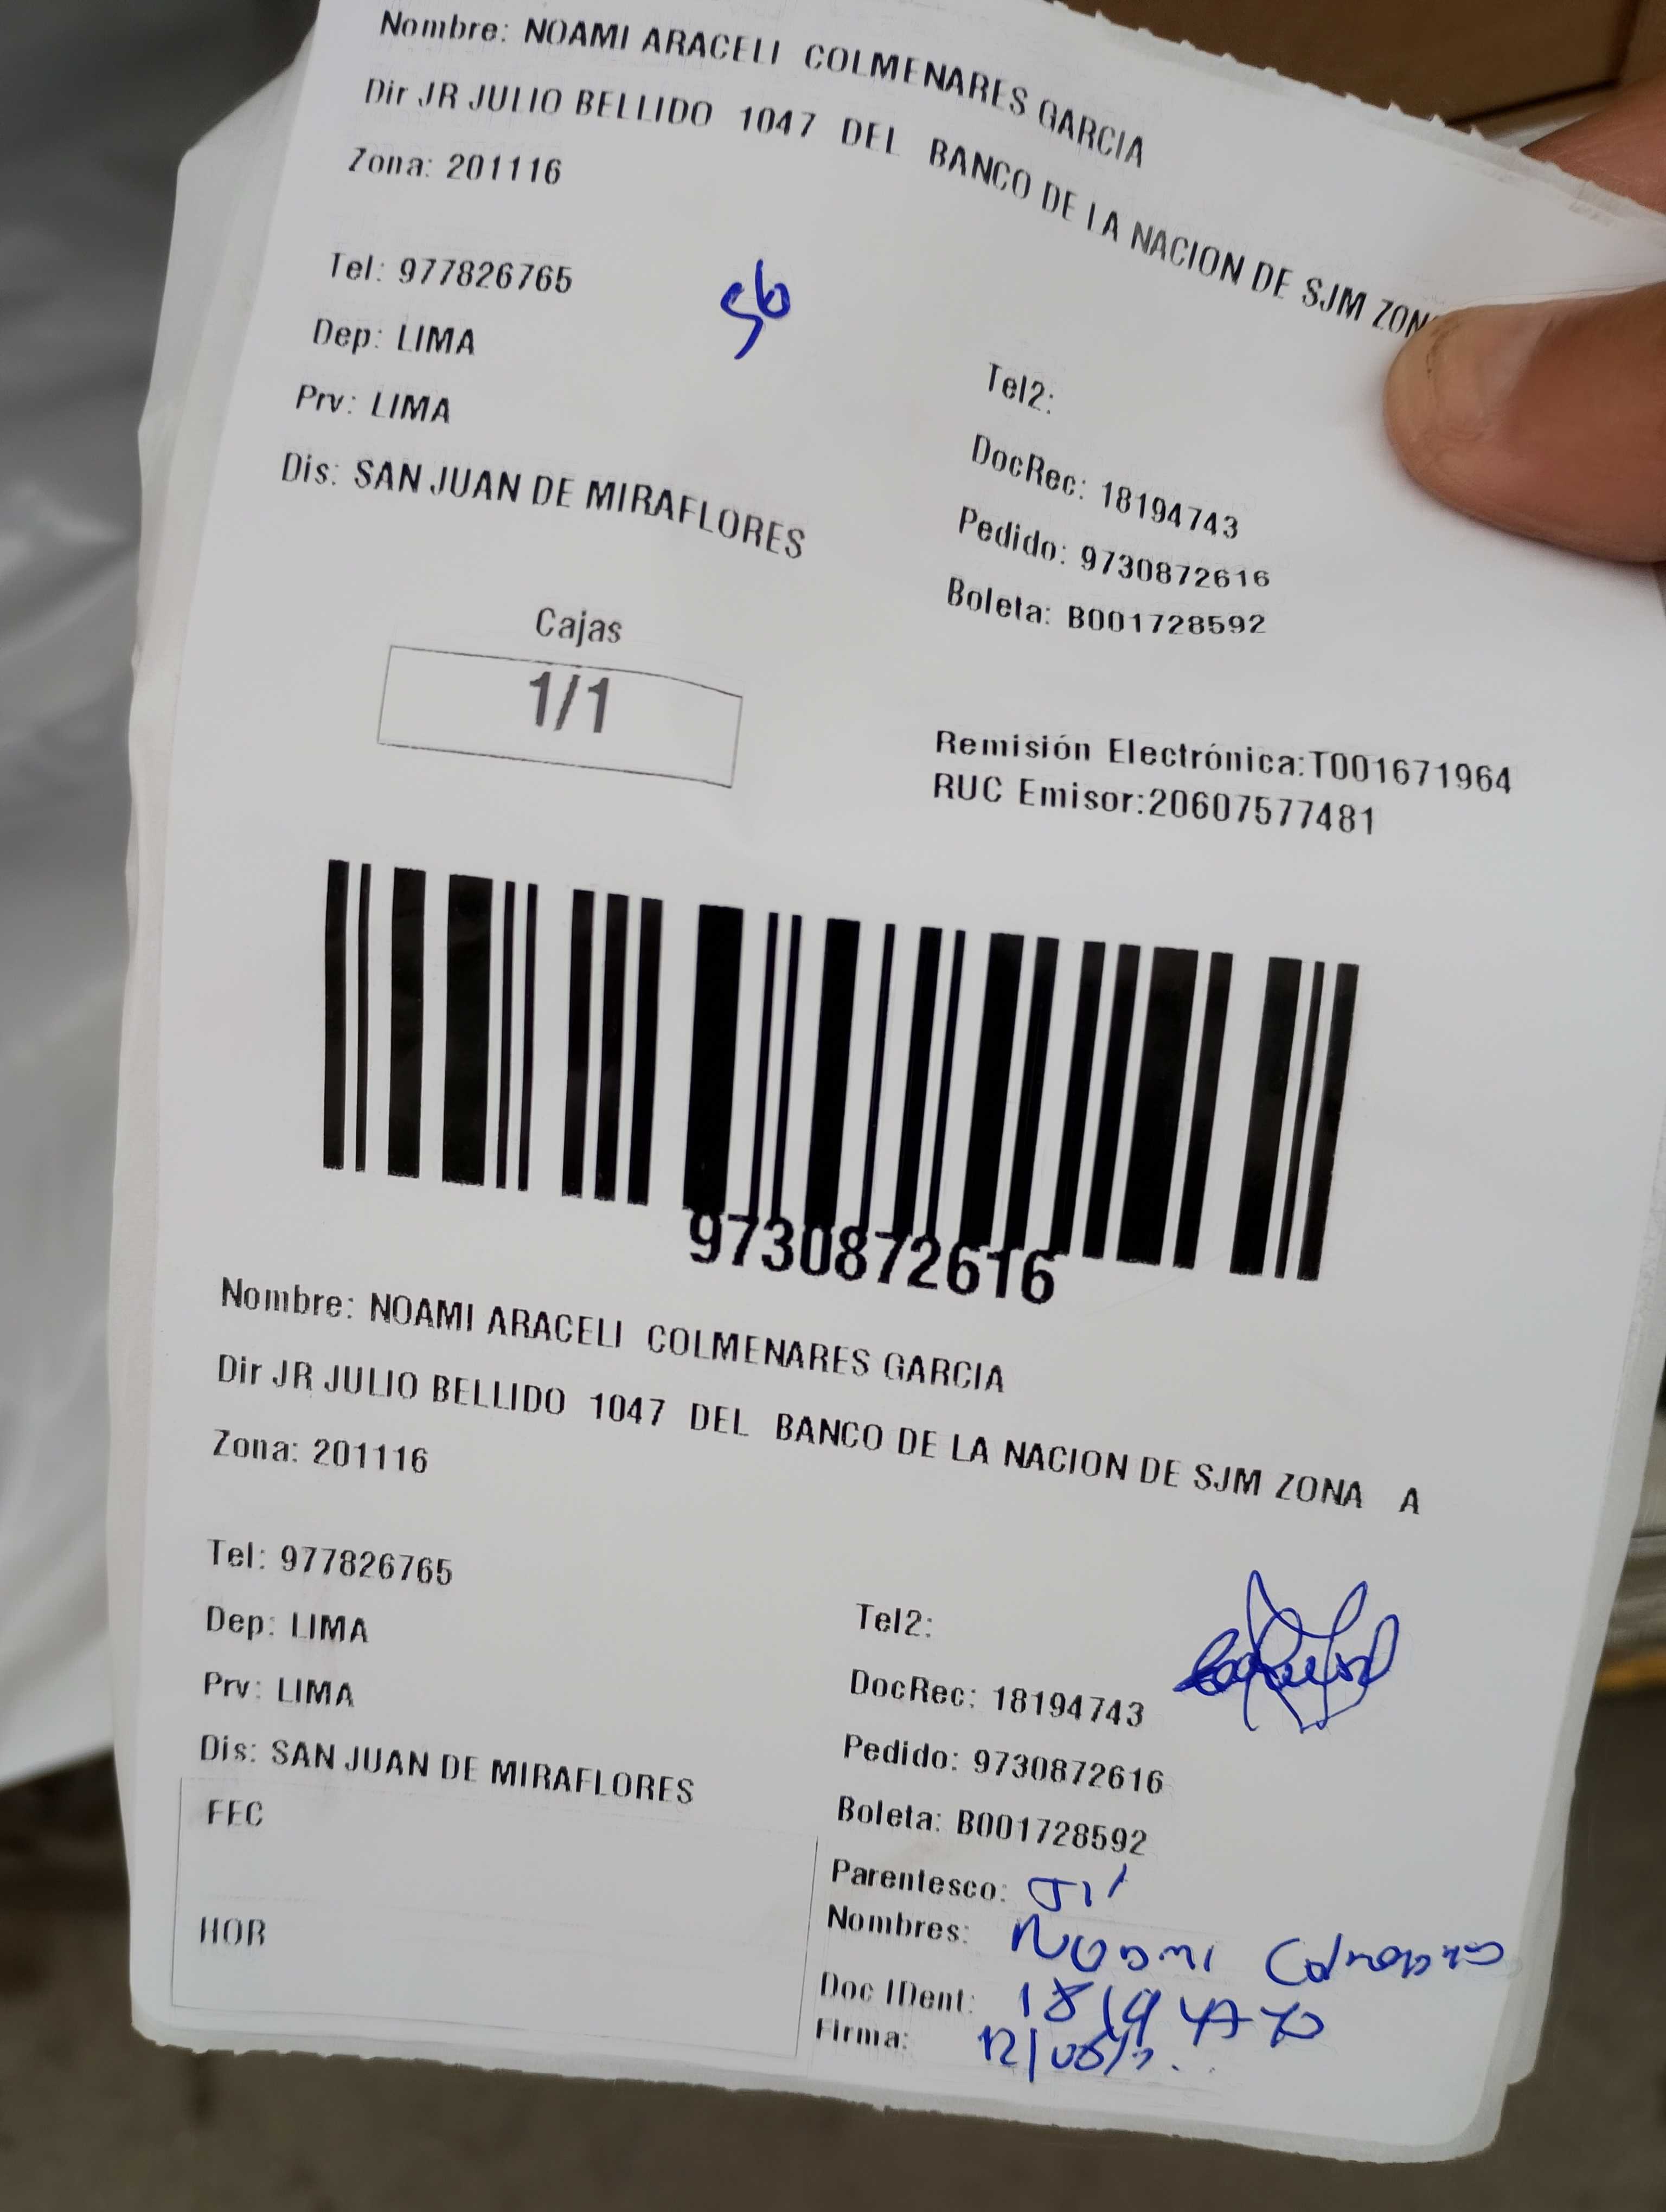 Nombre: NOAMI ARACELI COLMENARES GARCIA
Dir JR JULIO BELLIDO 1047 DEL BANCO DE LA NACION DE SJM ZON
Zona: 201116
Tel: 977826765
Dep: LIMA
Prv: LIMA
Dis: SAN JUAN DE MIRAFLORES
Tel2:
DocRec: 18194743
Pedido: 9730872616
Boleta: B001728592
Cajas
1/1
Remisión Electrónica:T001671964
RUC Emisor:20607577481
9730872616
Nombre: NOAMI ARACELI COLMENARES GARCIA
Dir JR JULIO BELLIDO 1047 DEL BANCO DE LA NACION DE SJM ZONA A
Zona: 201116
Tel: 977826765
Dep: LIMA
Prv: LIMA
Dis: SAN JUAN DE MIRAFLORES
FEC
HOR
Tel2:
DocRec: 18194743
Pedido: 9730872616
Boleta: B001728592
Parentesco:
Nombres:
Doc IDent:
Firma: